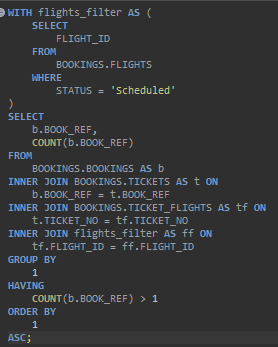 WITH flights_filter AS (
SELECT
FLIGHT_ID
FROM
BOOKINGS.FLIGHTS
WHERE
STATUS = 'Scheduled'
)
SELECT
b.BOOK_REF,
COUNT(b.BOOK_REF)
FROM
BOOKINGS.BOOKINGS AS b
INNER JOIN BOOKINGS.TICKETS AS t ON
b.BOOK_REF = t.BOOK_REF
INNER JOIN BOOKINGS.TICKET_FLIGHTS AS tf ON
t.TICKET_NO = tf.TICKET_NO
INNER JOIN flights_filter AS ff ON
tf.FLIGHT_ID = ff.FLIGHT_ID
GROUP BY
1
HAVING
COUNT(b.BOOK_REF) > 1
ORDER BY
1
ASC;